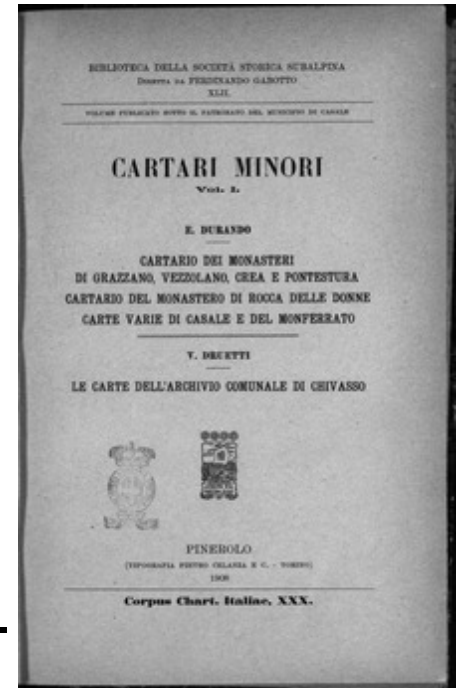 BIBLIOTECA DELLA SOCIETÀ STORICA SUBALPINA
DIRETTA DA FERDINANDO GABOTTO
XLII.
VOLUME PUBLICATO SOTTO IL PATRONATO DEL MUNICIPIO DI CASALE
CARTARI MINORI
VOL. I.
E. DURANDO
CARTARIO DEI MONASTERI
DI GRAZZANO, VEZZOLANO, CREA E PONTESTURA
CARTARIO DEL MONASTERO DI ROCCA DELLE DONNE
CARTE VARIE DI CASALE E DEL MONFERRATO
V. DRUETTI
LE CARTE DELL'ARCHIVIO COMUNALE DI CHIVASSO
PINEROLO
(TIPOGRAFIA PIETRO CELANZA E C. - TORINO)
1908
Corpus Chart. Italiae, XXX.